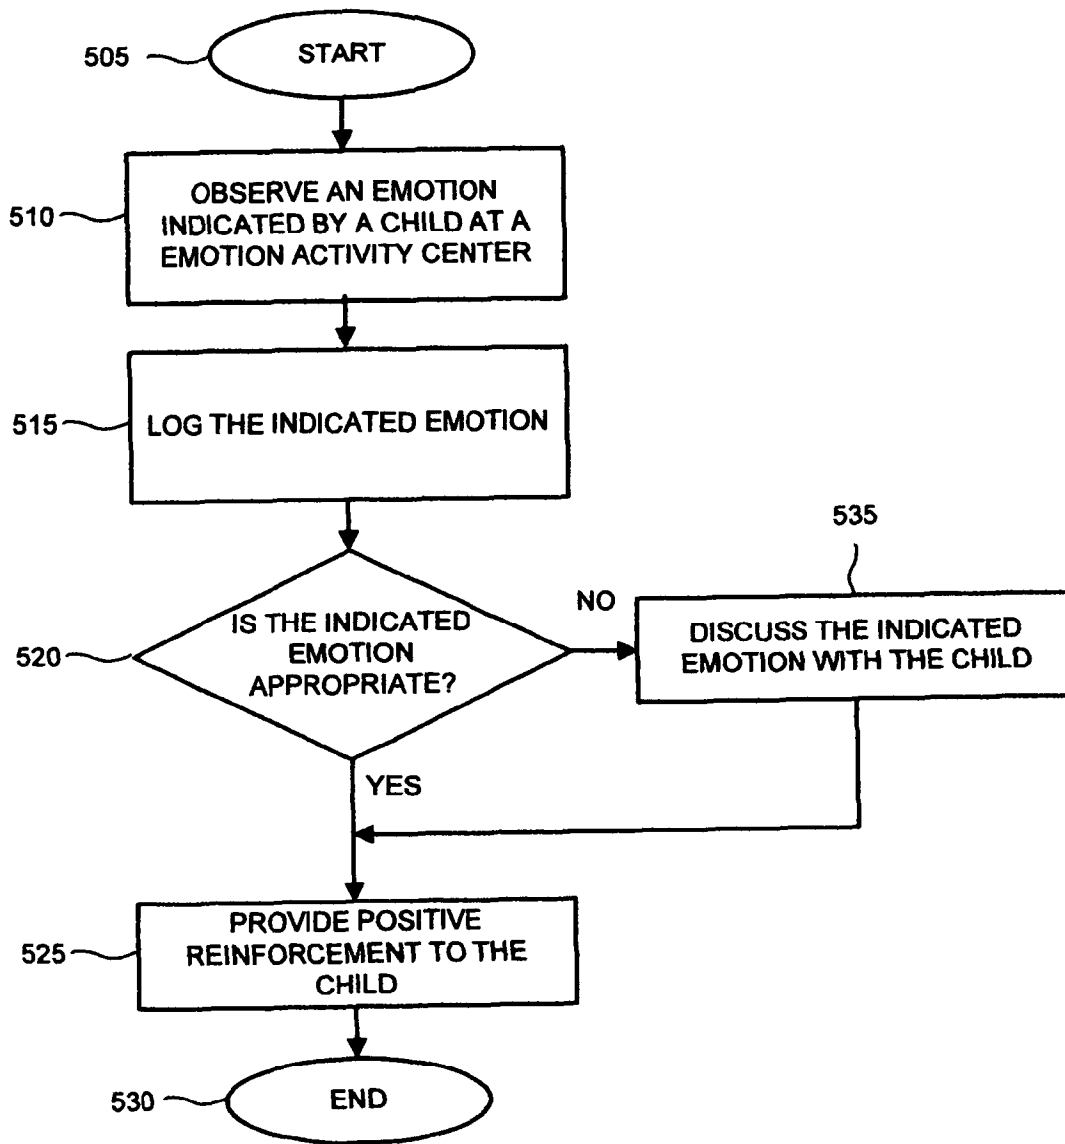 505
START
510
OBSERVE AN EMOTION
INDICATED BY A CHILD AT A
EMOTION ACTIVITY CENTER
515
LOG THE INDICATED EMOTION
520
IS THE INDICATED
EMOTION
APPROPRIATE?
NO
535
DISCUSS THE INDICATED
EMOTION WITH THE CHILD
YES
525
PROVIDE POSITIVE
REINFORCEMENT TO THE
CHILD
530
END